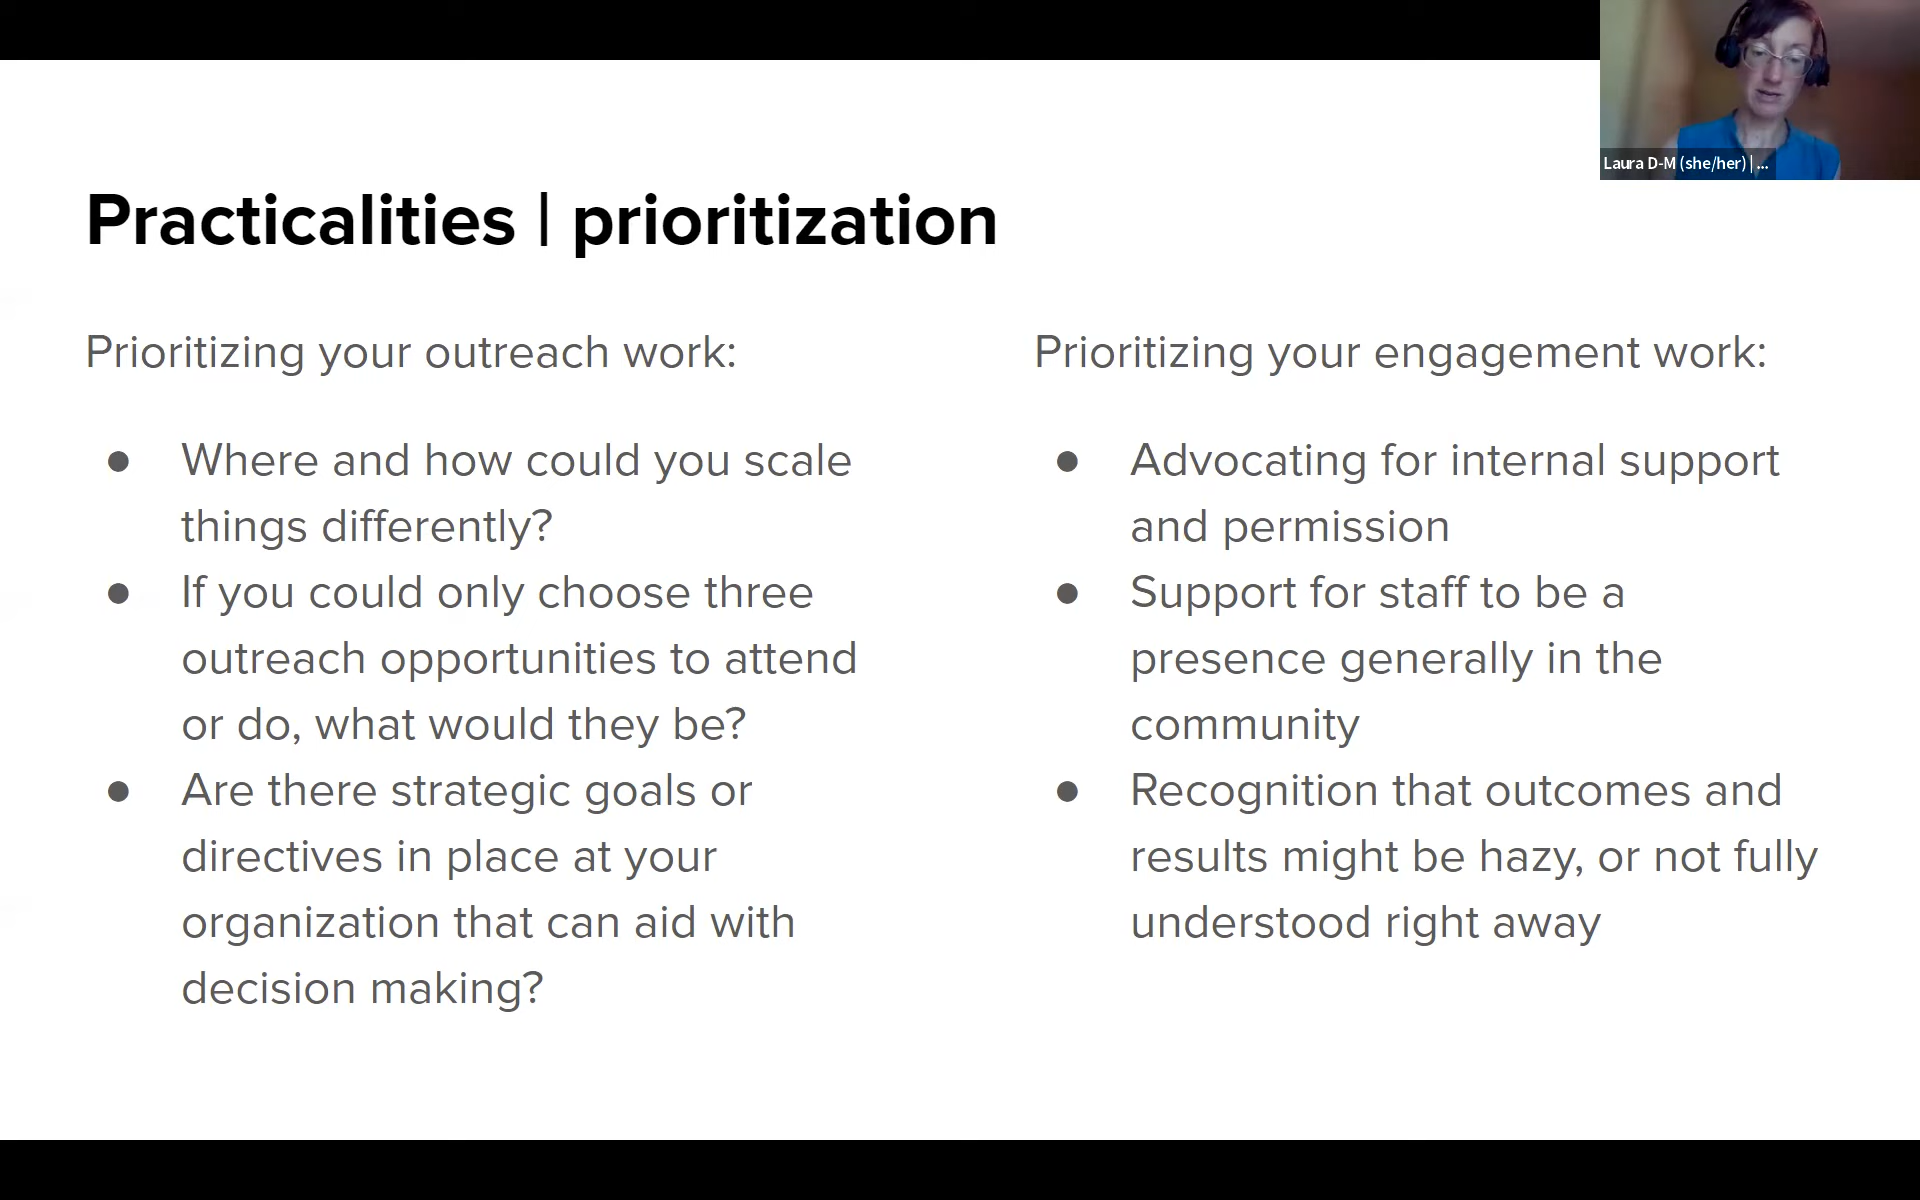 Laura D-M (she/her) | ...
Practicalities | prioritization
Prioritizing your outreach work:
● Where and how could you scale
things differently?
● If you could only choose three
outreach opportunities to attend
or do, what would they be?
● Are there strategic goals or
directives in place at your
organization that can aid with
decision making?
Prioritizing your engagement work:
● Advocating for internal support
and permission
● Support for staff to be a
presence generally in the
community
● Recognition that outcomes and
results might be hazy, or not fully
understood right away